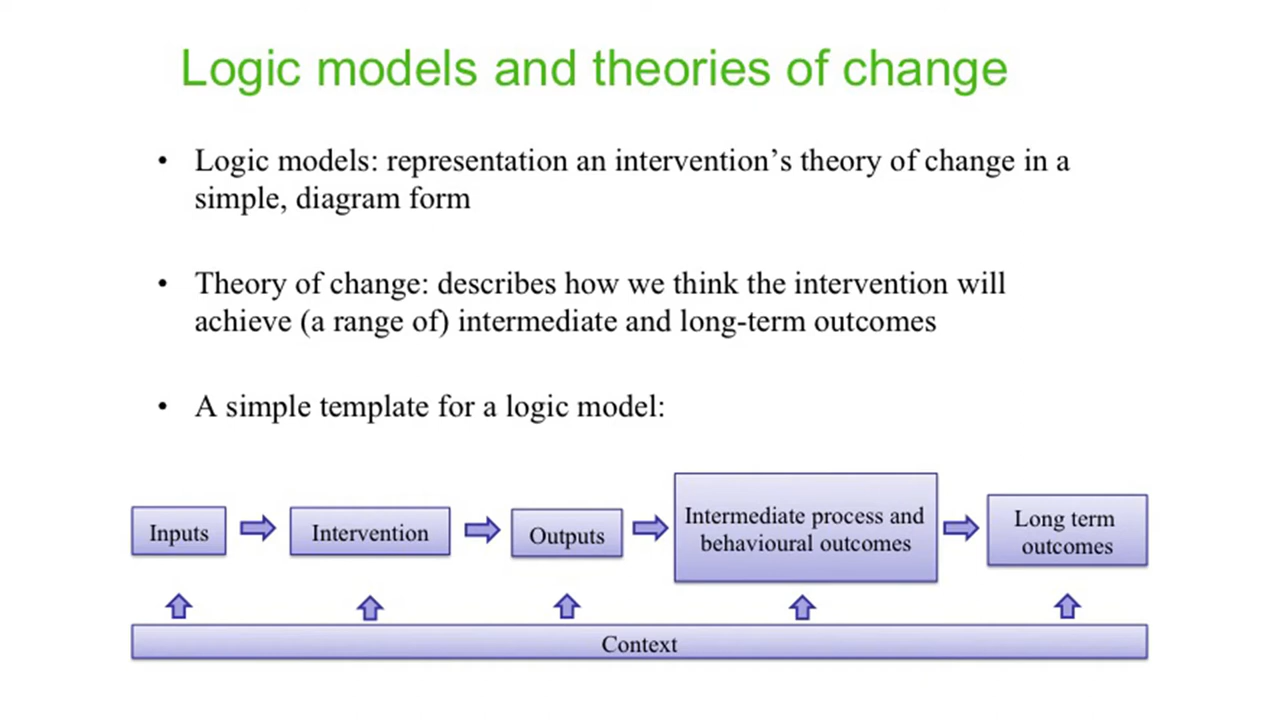 Logic models and theories of change
• Logic models: representation an intervention’s theory of change in a
simple, diagram form
• Theory of change: describes how we think the intervention will
achieve (a range of) intermediate and long-term outcomes
• A simple template for a logic model:
Inputs
Intervention
Outputs
Intermediate process and
behavioural outcomes
Long term
outcomes
Context